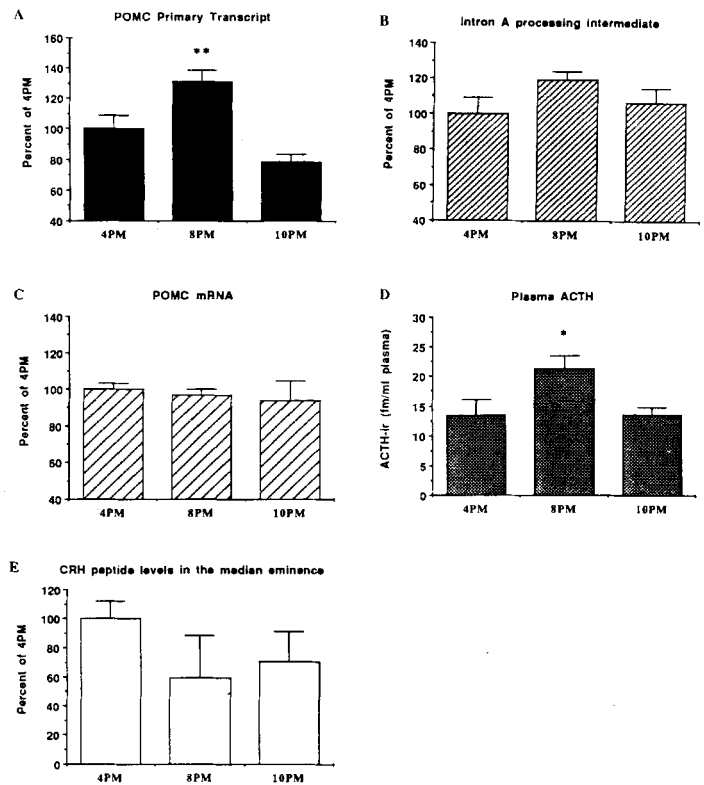 A
POMC Primary Transcript
Percent of 4PM
160
140
120
100
80
60
40
**
4PM 8PM 10PM
B
Intron A processing intermediate
Percent of 4PM
140
120
100
80
60
40
4PM 8PM 10PM
C
POMC mRNA
Percent of 4PM
140
120
100
80
60
40
4PM 8PM 10PM
D
Plasma ACTH
ACTH-ir (fm/ml plasma)
30
25
20
15
10
5
0
*
4PM 8PM 10PM
E
CRH peptide levels in the median eminence
Percent of 4PM
120
100
80
60
40
20
0
4PM 8PM 10PM